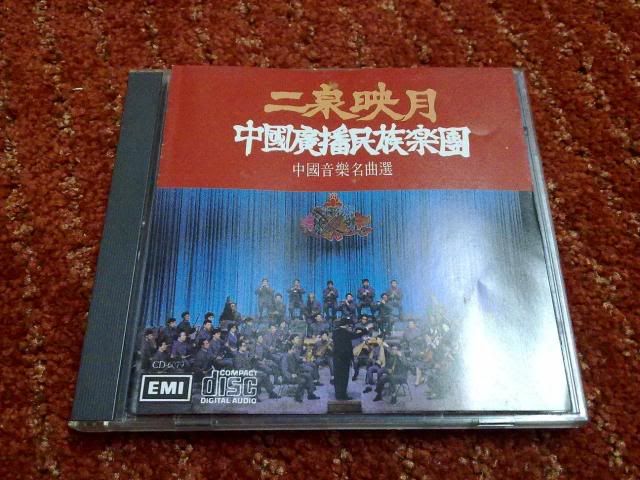 二泉映月
中國廣播民族樂團
中國音樂名曲選
EMI
COMPACT
disc
DIGITAL AUDIO